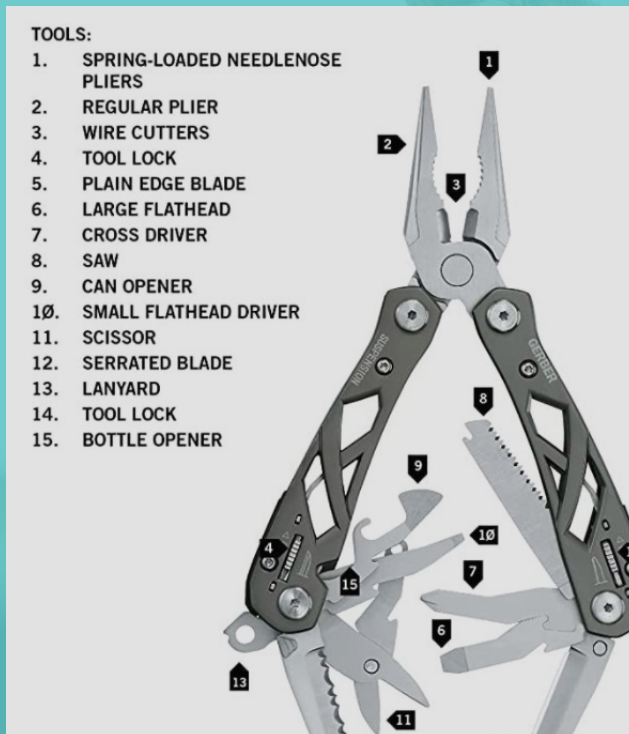 TOOLS:
1. SPRING-LOADED NEEDLENOSE
PLIERS
2. REGULAR PLIER
3. WIRE CUTTERS
4. TOOL LOCK
5. PLAIN EDGE BLADE
6. LARGE FLATHEAD
7. CROSS DRIVER
8. SAW
9. CAN OPENER
1Ø. SMALL FLATHEAD DRIVER
11. SCISSOR
12. SERRATED BLADE
13. LANYARD
14. TOOL LOCK
15. BOTTLE OPENER
1
2
3
SUSPENSION
GERBER
8
9
4
1Ø
15
7
6
13
11